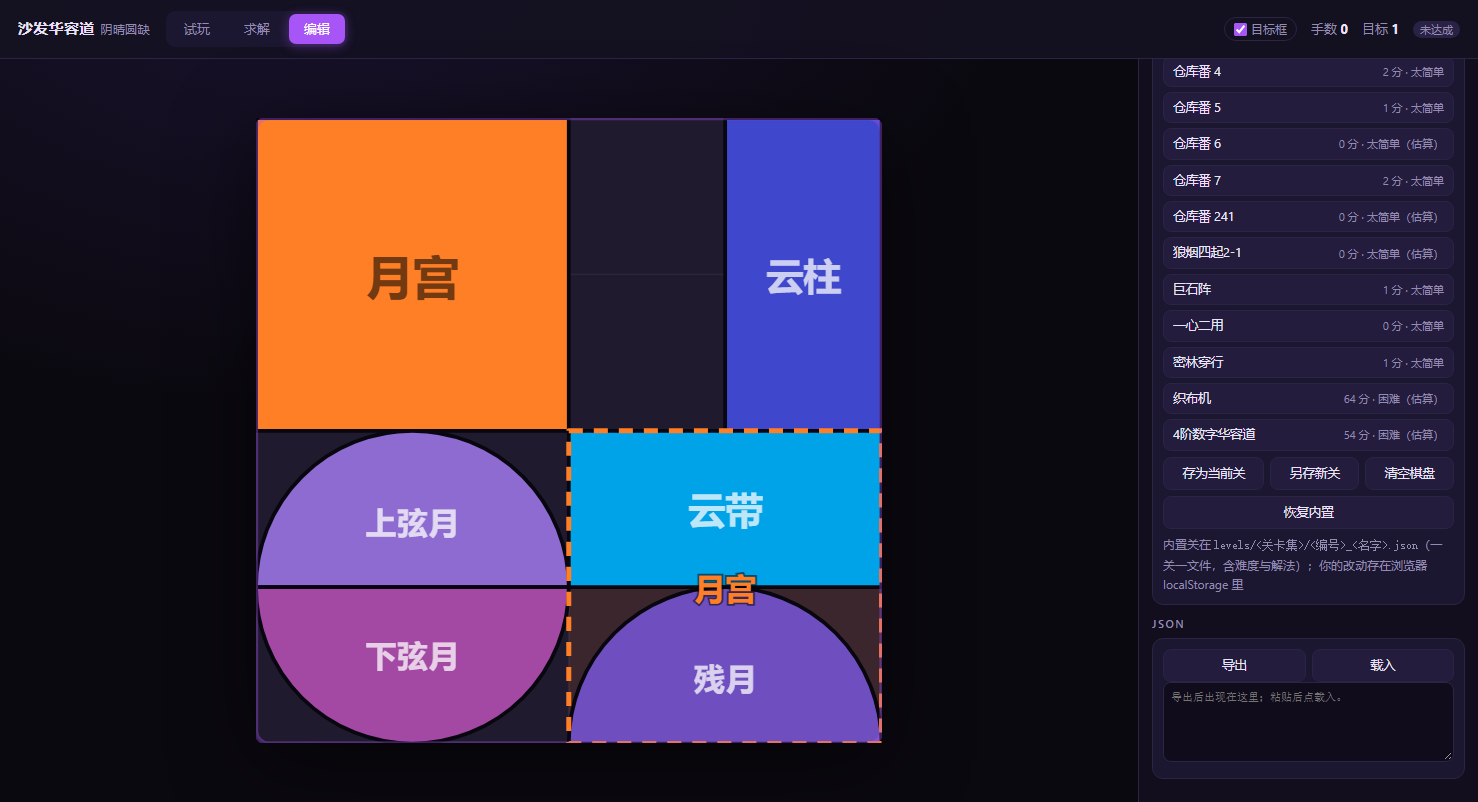 沙发华容道 阴晴圆缺 试玩 求解 编辑 目标框 手数 0 目标 1 未达成
月宫
云柱
上弦月
云带
月宫
下弦月
残月
仓库番 4 2 分 · 太简单
仓库番 5 1 分 · 太简单
仓库番 6 0 分 · 太简单（估算）
仓库番 7 2 分 · 太简单
仓库番 241 0 分 · 太简单（估算）
狼烟四起2-1 0 分 · 太简单（估算）
巨石阵 1 分 · 太简单
一心二用 0 分 · 太简单
密林穿行 1 分 · 太简单
织布机 64 分 · 困难（估算）
4阶数字华容道 54 分 · 困难（估算）
存为当前关 另存新关 清空棋盘
恢复内置
内置关在 levels/<关卡集>/<编号>_<名字>.json（一
关一文件，含难度与解法）；你的改动存在浏览器
localStorage 里
JSON
导出 载入
导出后出现在这里；粘贴后点载入。